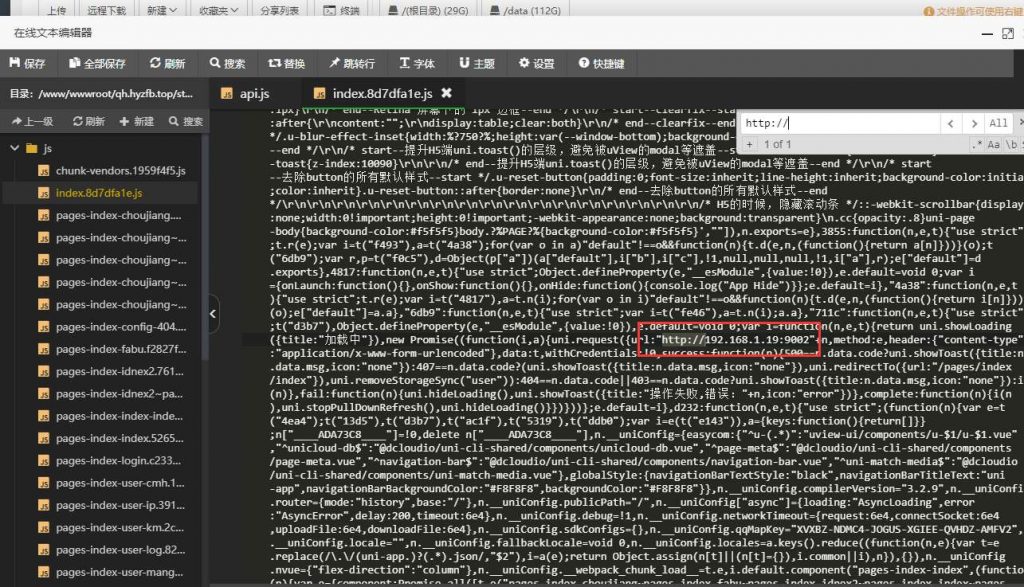 上传 远程下载 新建 收藏夹 分享列表 终端 /(根目录) (29G) /data (112G) 文件操作可使用右键
在线文本编辑器
保存 全部保存 刷新 搜索 替换 跳转行 字体 主题 设置 快捷键
目录：/www/wwwroot/qh.hyzfb.top/st...
api.js index.8d7dfa1e.js
上一级 刷新 新建 搜索
http:// All
+ 1 of 1 .* Aa \b
js
chunk-vendors.1959f4f5.js
index.8d7dfa1e.js
pages-index-choujiang....
pages-index-choujiang~...
pages-index-choujiang~...
pages-index-choujiang~...
pages-index-choujiang~...
pages-index-config-404....
pages-index-fabu.f2827f...
pages-index-idnex2.761...
pages-index-idnex2~pa...
pages-index-index-inde...
pages-index-index.5265...
pages-index-login.c233...
pages-index-user-cmh.1...
pages-index-user-ip.391...
pages-index-user-km.2c...
pages-index-user-log.82...
pages-index-user-mang...
:after{\r\ncontent:"";\r\ndisplay:table;clear:both}\r\n/* end--clearfix--end
*/.u-blur-effect-inset{width:%?750?%;height:var(--window-bottom);background-
--end */\r\n/* start--提升H5端uni.toast()的层级，避免被uView的modal等遮盖--start
-toast{z-index:10090}\r\n\r\n/* end--提升H5端uni.toast()的层级，避免被uView的modal等遮盖--end */\r\n/* start
--去除button的所有默认样式--start */.u-reset-button{padding:0;font-size:inherit;line-height:inherit;background-color:initia
;color:inherit}.u-reset-button::after{border:none}\r\n/* end--去除button的所有默认样式--end
/* H5的时候，隐藏滚动条 */::-webkit-scrollbar{display
:none;width:0!important;height:0!important;-webkit-appearance:none;background:transparent}\n.cc{opacity:.8}uni-page
-body{background-color:#f5f5f5}body.?%PAGE?%{background-color:#f5f5f5}',""]),n.exports=e},3855:function(n,e,t){"use strict"
;t.r(e);var i=t("f493"),a=t("4a38");for(var o in a)"default"!==o&&function(n){t.d(e,n,(function(){return a[n]}))}(o);t
("6db9");var r,p=t("f0c5"),d=Object(p["a"])(a["default"],i["b"],i["c"],!1,null,null,null,!1,i["a"],r);e["default"]=d
.exports},4817:function(n,e,t){"use strict";Object.defineProperty(e,"__esModule",{value:!0}),e.default=void 0;var i
={onLaunch:function(){},onShow:function(){},onHide:function(){console.log("App Hide")}};e.default=i},"4a38":function(n,e,t
){"use strict";t.r(e);var i=t("4817"),a=t.n(i);for(var o in i)"default"!==o&&function(n){t.d(e,n,(function(){return i[n]}))}
(o);e["default"]=a.a},"6db9":function(n,e,t){"use strict";var i=t("fe46"),a=t.n(i);a.a},"711c":function(n,e,t){"use strict"
;t("d3b7"),Object.defineProperty(e,"__esModule",{value:!0}),e.default=void 0;var i=function(n,e,t){return uni.showLoading
({title:"加载中"}),new Promise((function(i,a){uni.request({url:"http://192.168.1.19:9002"+n,method:e,header:{"content-type"
:"application/x-www-form-urlencoded"},data:t,withCredentials:!0,success:function(n){500==n.data.code?uni.showToast({title:n
.data.msg,icon:"none"}):407==n.data.code?(uni.showToast({title:n.data.msg,icon:"none"}),uni.redirectTo({url:"/pages/index
/index"}),uni.removeStorageSync("user")):404==n.data.code||403==n.data.code?uni.showToast({title:n.data.msg,icon:"none"}):i
(n)},fail:function(n){uni.hideLoading(),uni.showToast({title:"操作失败,错误: "+n,icon:"error"})},complete:function(n){i(n
),uni.stopPullDownRefresh(),uni.hideLoading()}})}))};e.default=i},d232:function(n,e,t){"use strict";(function(n){var e=t
("4ea4");t("13d5"),t("d3b7"),t("ac1f"),t("5319"),t("ddb0");var i=e(t("e143")),a={keys:function(){return[]}}
;n["____ADA73C8____"]=!0,delete n["____ADA73C8____"],n.__uniConfig={easycom:{"^u-(.*)":"uview-ui/components/u-$1/u-$1.vue"
,"^unicloud-db$":"@dcloudio/uni-cli-shared/components/unicloud-db.vue","^page-meta$":"@dcloudio/uni-cli-shared/components
/page-meta.vue","^navigation-bar$":"@dcloudio/uni-cli-shared/components/navigation-bar.vue","^uni-match-media$":"@dcloudio
/uni-cli-shared/components/uni-match-media.vue"},globalStyle:{navigationBarTextStyle:"black",navigationBarTitleText:"uni
-app",navigationBarBackgroundColor:"#F8F8F8",backgroundColor:"#F8F8F8"}},n.__uniConfig.compilerVersion="3.2.9",n.__uniConfig
.router={mode:"history",base:"/"},n.__uniConfig.publicPath="/",n.__uniConfig["async"]={loading:"AsyncLoading",error
:"AsyncError",delay:200,timeout:6e4},n.__uniConfig.debug=!1,n.__uniConfig.networkTimeout={request:6e4,connectSocket:6e4
,uploadFile:6e4,downloadFile:6e4},n.__uniConfig.sdkConfigs={},n.__uniConfig.qqMapKey="XVXBZ-NDMC4-JOGUS-XGIEE-QVHDZ-AMFV2"
,n.__uniConfig.locale="",n.__uniConfig.fallbackLocale=void 0,n.__uniConfig.locales=a.keys().reduce((function(n,e){var t=e
.replace(/\.\/(uni-app.)?(.*).json/,"$2"),i=a(e);return Object.assign(n[t]||(n[t]={}),i.common||i),n}),{}),n.__uniConfig
.nvue={"flex-direction":"column"},n.__uniConfig.__webpack_chunk_load__=t.e,i.default.component("pages-index-index",(function